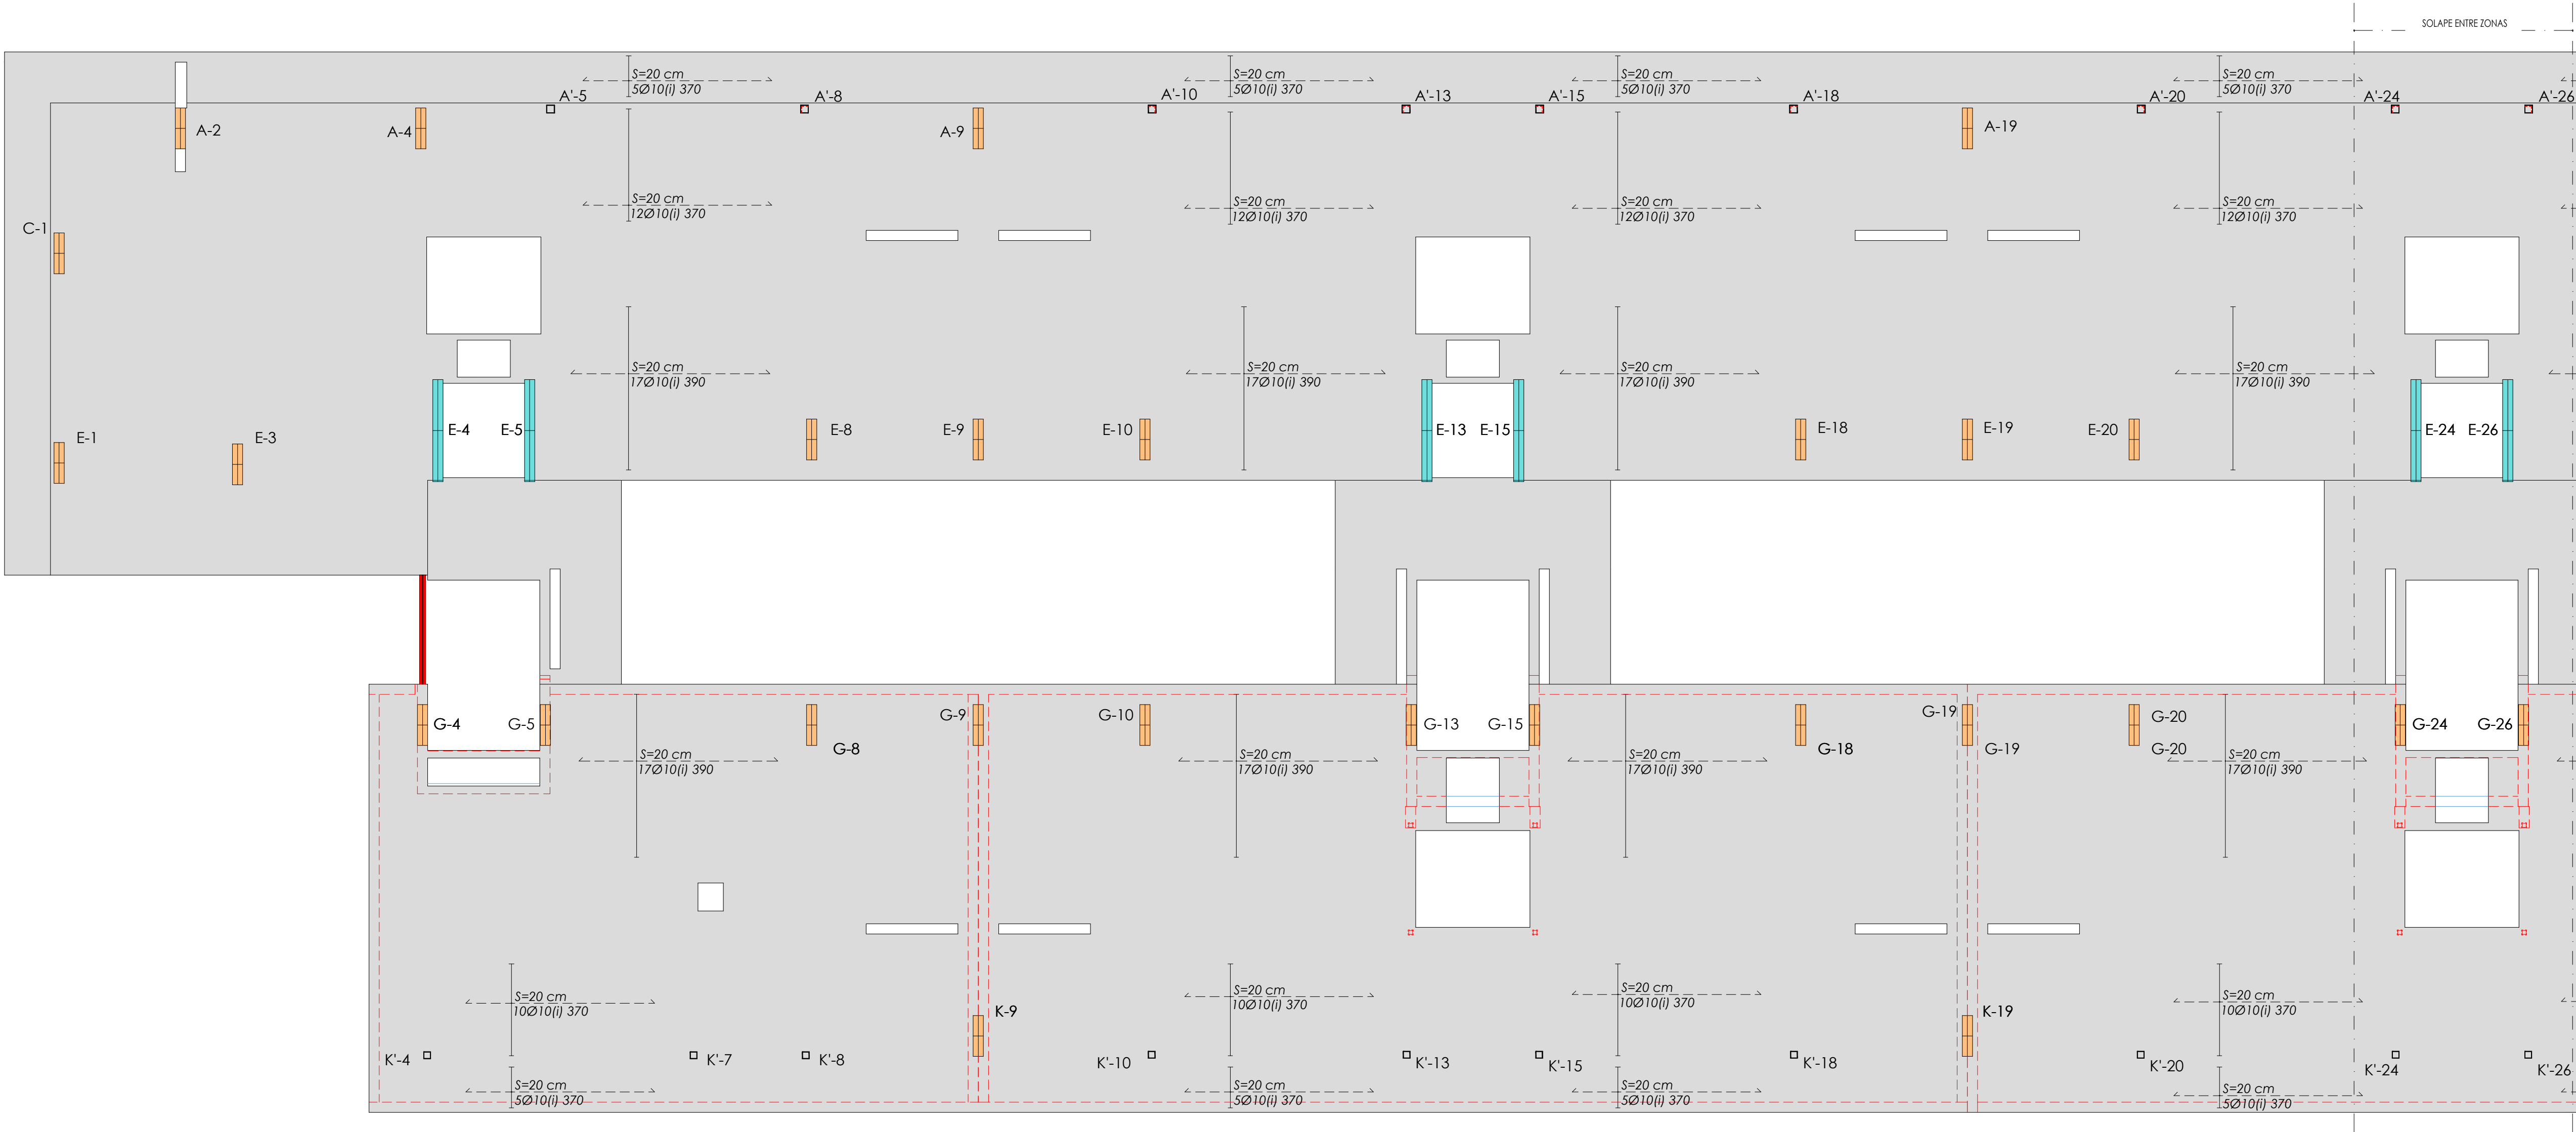 SOLAPE ENTRE ZONAS
S=20 cm
5Ø10(i) 370
S=20 cm
5Ø10(i) 370
S=20 cm
5Ø10(i) 370
S=20 cm
5Ø10(i) 370
A'-5
A'-8
A'-10
A'-13
A'-15
A'-18
A'-20
A'-24
A'-26
A-2
A-4
A-9
A-19
S=20 cm
12Ø10(i) 370
S=20 cm
12Ø10(i) 370
S=20 cm
12Ø10(i) 370
S=20 cm
12Ø10(i) 370
C-1
S=20 cm
17Ø10(i) 390
S=20 cm
17Ø10(i) 390
S=20 cm
17Ø10(i) 390
S=20 cm
17Ø10(i) 390
E-1
E-3
E-4
E-5
E-8
E-9
E-10
E-13
E-15
E-18
E-19
E-20
E-24
E-26
G-4
G-5
G-8
G-9
G-10
G-13
G-15
G-18
G-19
G-19
G-20
G-20
G-24
G-26
S=20 cm
17Ø10(i) 390
S=20 cm
17Ø10(i) 390
S=20 cm
17Ø10(i) 390
S=20 cm
17Ø10(i) 390
S=20 cm
10Ø10(i) 370
S=20 cm
10Ø10(i) 370
S=20 cm
10Ø10(i) 370
S=20 cm
10Ø10(i) 370
K-9
K-19
K'-4
K'-7
K'-8
K'-10
K'-13
K'-15
K'-18
K'-20
K'-24
K'-26
S=20 cm
5Ø10(i) 370
S=20 cm
5Ø10(i) 370
S=20 cm
5Ø10(i) 370
S=20 cm
5Ø10(i) 370